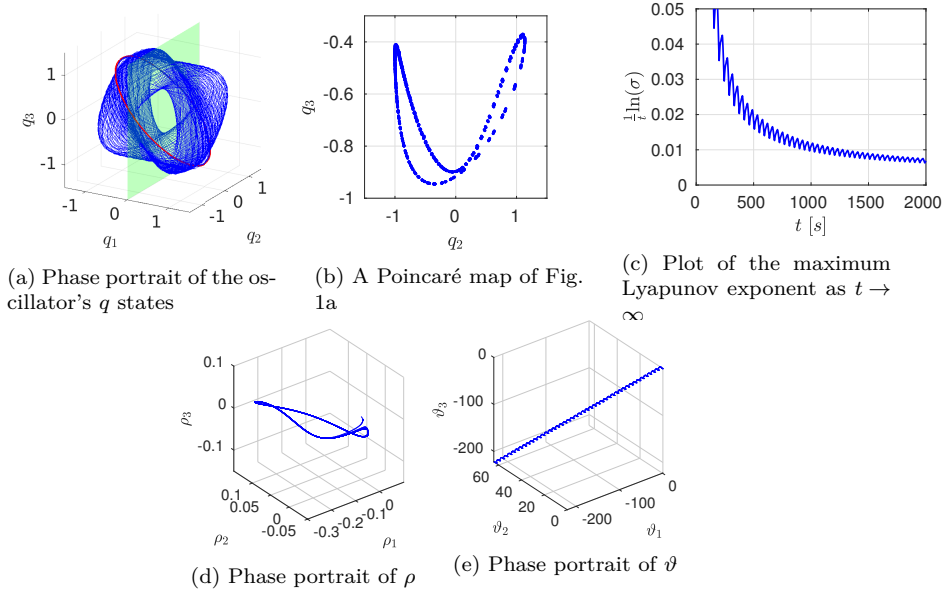 1
0
-1
q₃
-1
0
1
q₁
-1
0
1
q₂
-0.4
-0.6
-0.8
-1
q₃
-1
0
1
q₂
0.05
0.04
0.03
0.02
0.01
0
1/t ln(σ)
0
500
1000
1500
2000
t [s]
(a) Phase portrait of the os-
cillator's q states
(b) A Poincaré map of Fig.
1a
(c) Plot of the maximum
Lyapunov exponent as t →
∞
0.1
0
-0.1
ρ₃
0.1
0.05
0
-0.05
ρ₂
-0.3
-0.2
-0.1
0
ρ₁
0
-100
-200
ϑ₃
60
40
20
0
ϑ₂
-200
-100
0
ϑ₁
(d) Phase portrait of ρ
(e) Phase portrait of ϑ